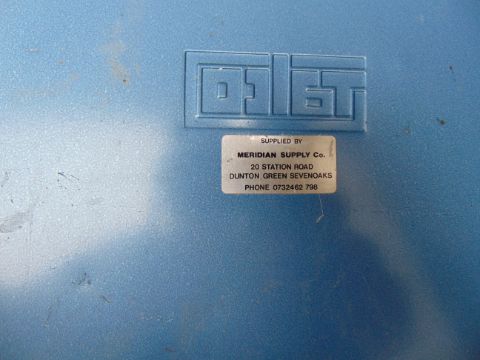 SUPPLIED BY
MERIDIAN SUPPLY Co.
20 STATION ROAD
DUNTON GREEN SEVENOAKS
PHONE 0732462 798